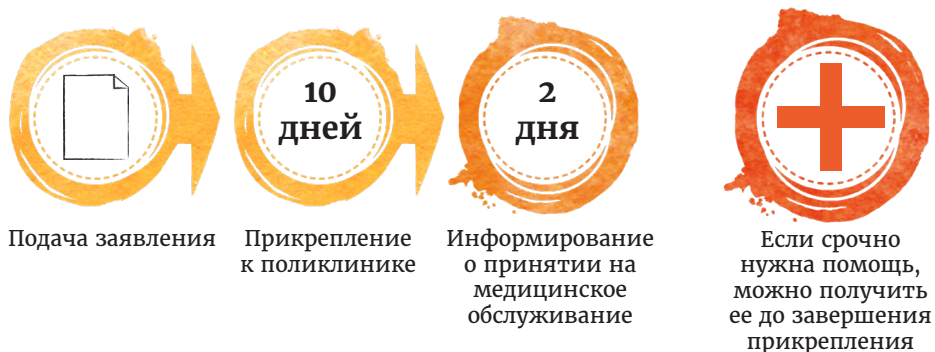 10
дней
2
дня
Подача заявления
Прикрепление
к поликлинике
Информирование
о принятии на
медицинское
обслуживание
Если срочно
нужна помощь,
можно получить
ее до завершения
прикрепления